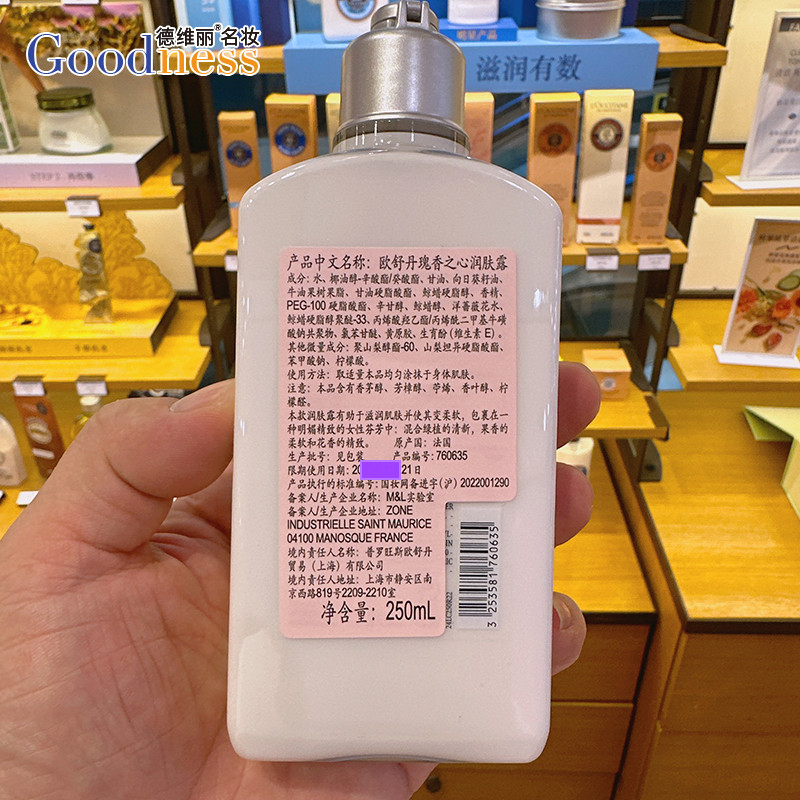 德维丽®名妆
Goodness
明星产品
滋润有数
L'OCCITANE
产品中文名称：欧舒丹瑰香之心润肤露
成分：水、椰油醇-辛酸酯/癸酸酯、甘油、向日葵籽油、
牛油果树果脂、甘油硬脂酸酯、鲸蜡硬脂醇、香精、
PEG-100 硬脂酸酯、辛甘醇、鲸蜡醇、洋蔷薇花水、
鲸蜡硬脂醇聚醚-33、丙烯酸羟乙酯/丙烯酰二甲基牛磺
酸钠共聚物、氯苯甘醚、黄原胶、生育酚（维生素 E）。
其他微量成分：聚山梨醇酯-60、山梨坦异硬脂酸酯、
苯甲酸钠、柠檬酸。
使用方法：取适量本品均匀涂抹于身体肌肤。
注意：本品含有香茅醇、芳樟醇、苧烯、香叶醇、柠
檬醛。
本款润肤露有助于滋润肌肤并使其变柔软，包裹在一
种明媚精致的女性芬芳中：混合绿植的清新，果香的
柔软和花香的精致。 原产国：法国
生产批号：见包装 产品编号：760635
限期使用日期：20 21日
产品执行的标准编号：国妆网备进字(沪) 2022001290
备案人/生产企业名称：M&L实验室
备案人/生产企业地址：ZONE
INDUSTRIELLE SAINT MAURICE
04100 MANOSQUE FRANCE
境内责任人名称：普罗旺斯欧舒丹
贸易（上海）有限公司
境内责任人地址：上海市静安区南
京西路819号2209-2210室
净含量：250mL
3 253581 760635
24LC250R22